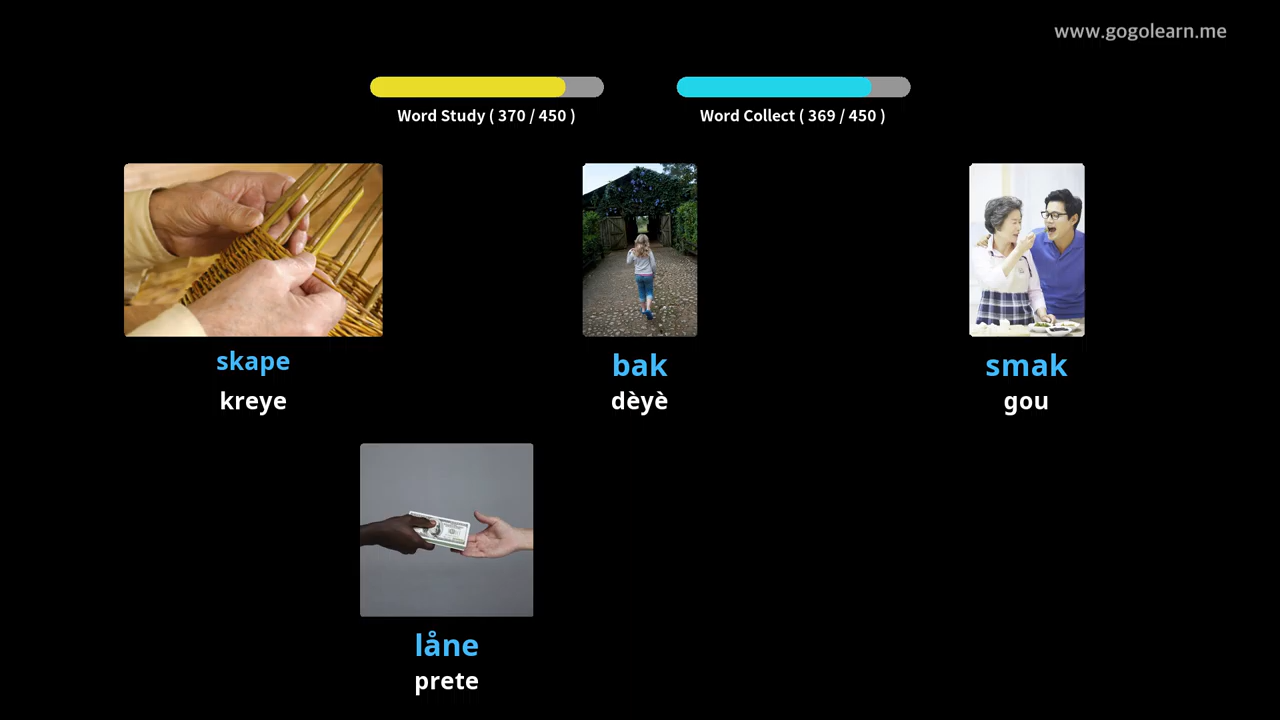 www.gogolearn.me
Word Study ( 370 / 450 )
Word Collect ( 369 / 450 )
skape
kreye
bak
dèyè
smak
gou
låne
prete